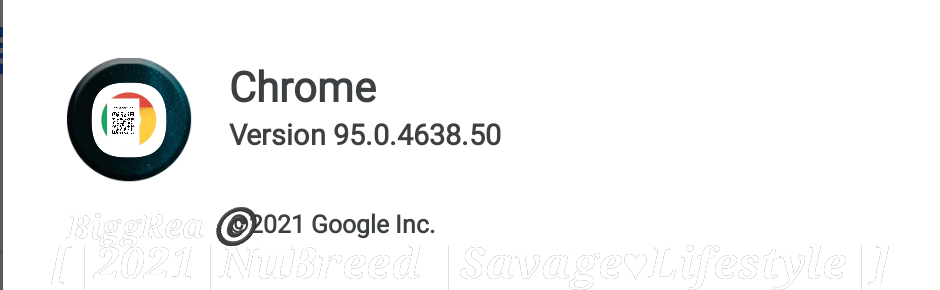 Chrome
Version 95.0.4638.50
BiggRea ©2021 Google Inc.
[ | 2021 | NuBreed | Savage♥Lifestyle | ]